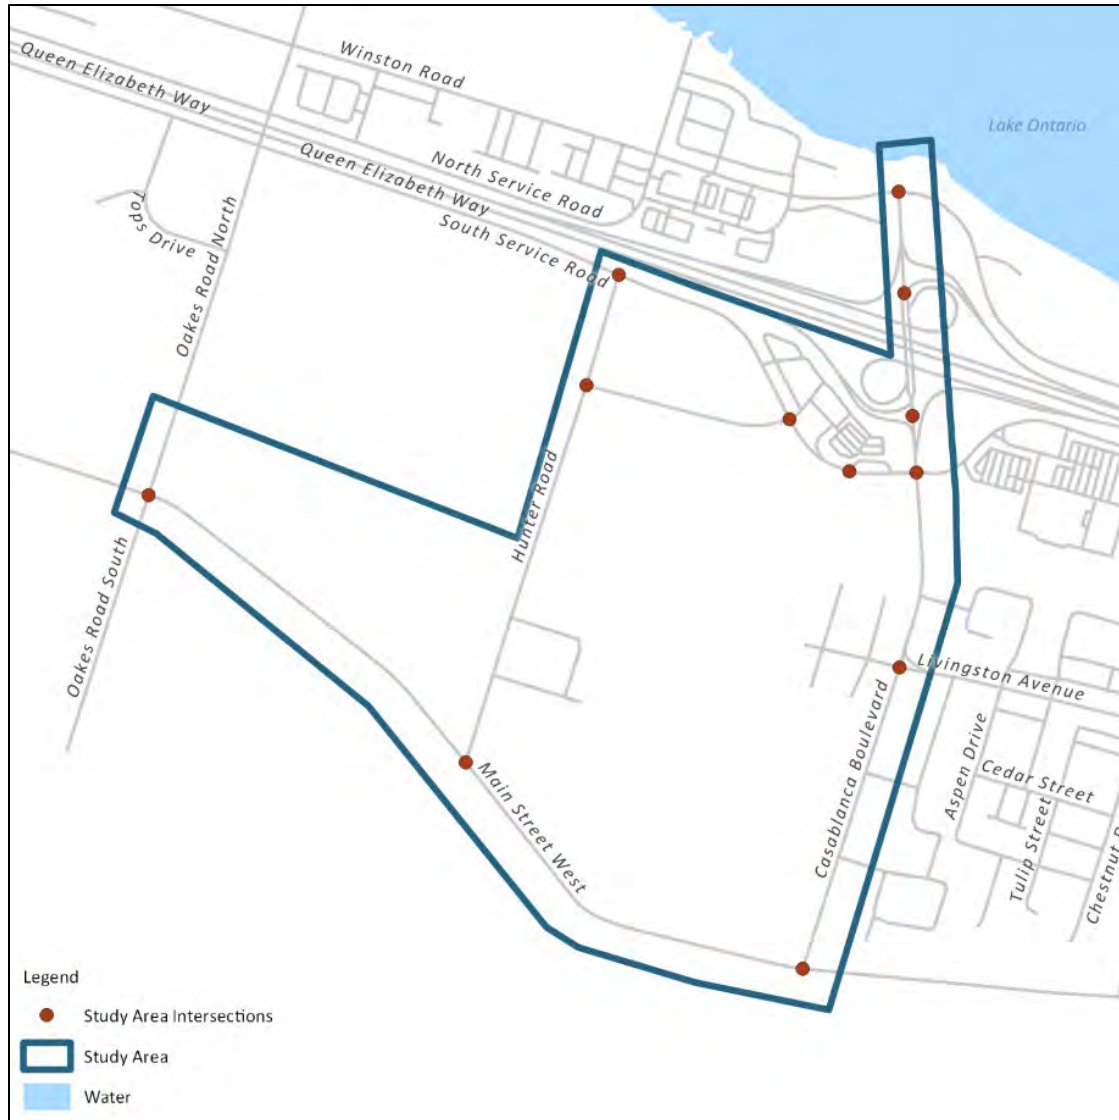 Winston Road
Queen Elizabeth Way
Lake Ontario
North Service Road
Queen Elizabeth Way
South Service Road
Tops Drive
Oakes Road North
Hunter Road
Oakes Road South
Livingston Avenue
Casablanca Boulevard
Aspen Drive
Cedar Street
Main Street West
Tulip Street
Chestnut
Legend
Study Area Intersections
Study Area
Water